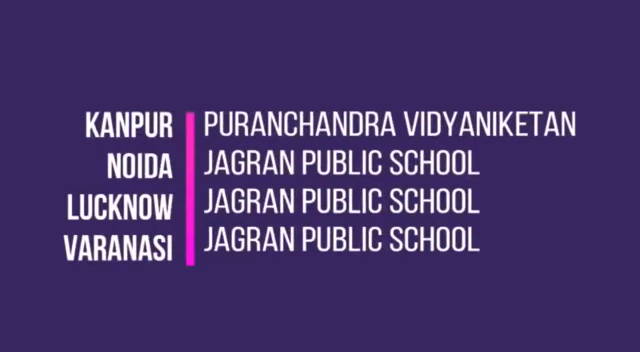 KANPUR PURANCHANDRA VIDYANIKETAN
NOIDA JAGRAN PUBLIC SCHOOL
LUCKNOW JAGRAN PUBLIC SCHOOL
VARANASI JAGRAN PUBLIC SCHOOL